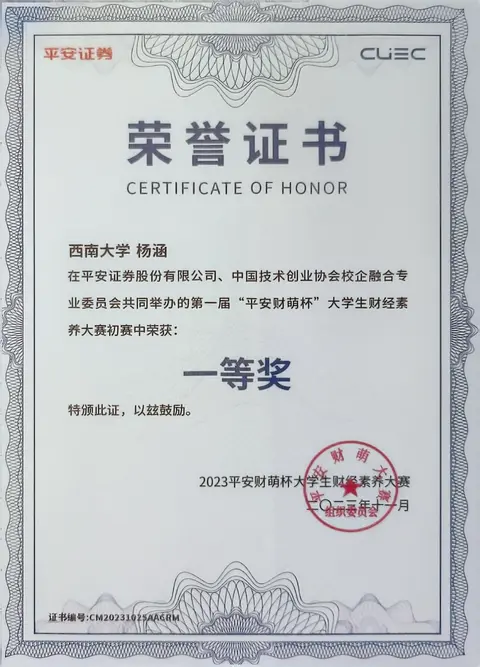 平安证券 CUEC
荣誉证书
CERTIFICATE OF HONOR
西南大学 杨涵
在平安证券股份有限公司、中国技术创业协会校企融合专
业委员会共同举办的第一届“平安财萌杯”大学生财经素
养大赛初赛中荣获：
一等奖
特颁此证，以兹鼓励。
2023平安财萌杯大学生财经素养大赛
二〇二三年十一月
平安财萌大赛
组织委员会
证书编号:CM20231025AAGRM